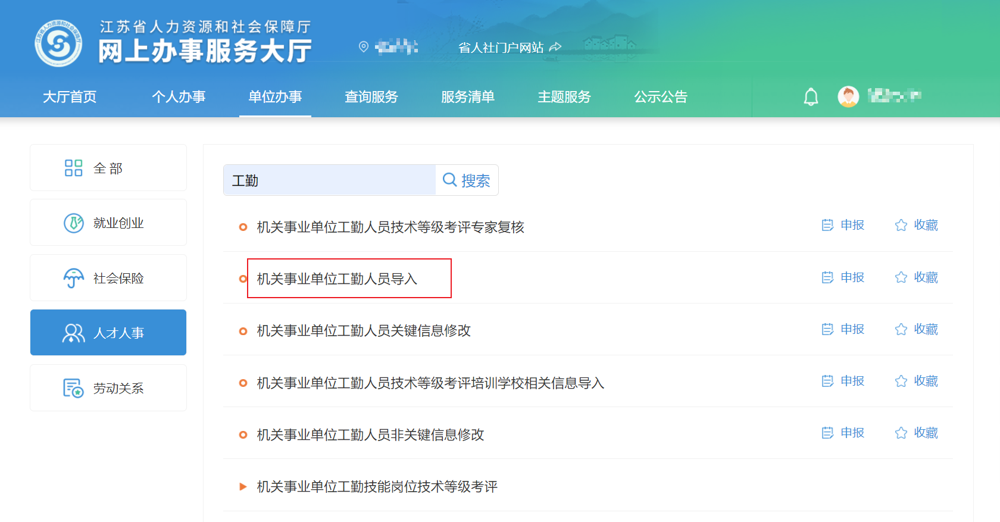 江苏省人力资源和社会保障厅
网上办事服务大厅
省人社门户网站
大厅首页 个人办事 单位办事 查询服务 服务清单 主题服务 公示公告
全 部
就业创业
社会保险
人才人事
劳动关系
工勤 搜索
机关事业单位工勤人员技术等级考评专家复核 申报 收藏
机关事业单位工勤人员导入 申报 收藏
机关事业单位工勤人员关键信息修改 申报 收藏
机关事业单位工勤人员技术等级考评培训学校相关信息导入 申报 收藏
机关事业单位工勤人员非关键信息修改 申报 收藏
机关事业单位工勤技能岗位技术等级考评